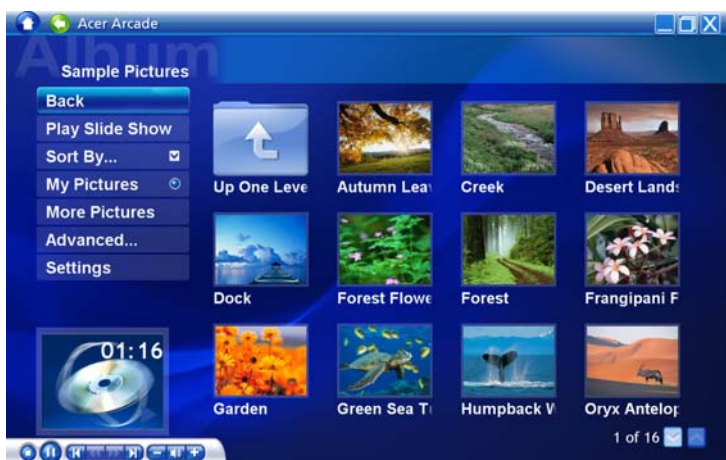 Acer Arcade
Album
Sample Pictures
Back
Play Slide Show
Sort By...
My Pictures
More Pictures
Advanced...
Settings
Up One Leve
Autumn Lea
Creek
Desert Lands
Dock
Forest Flowe
Forest
Frangipani F
Garden
Green Sea T
Humpback W
Oryx Antelop
01:16
1 of 16